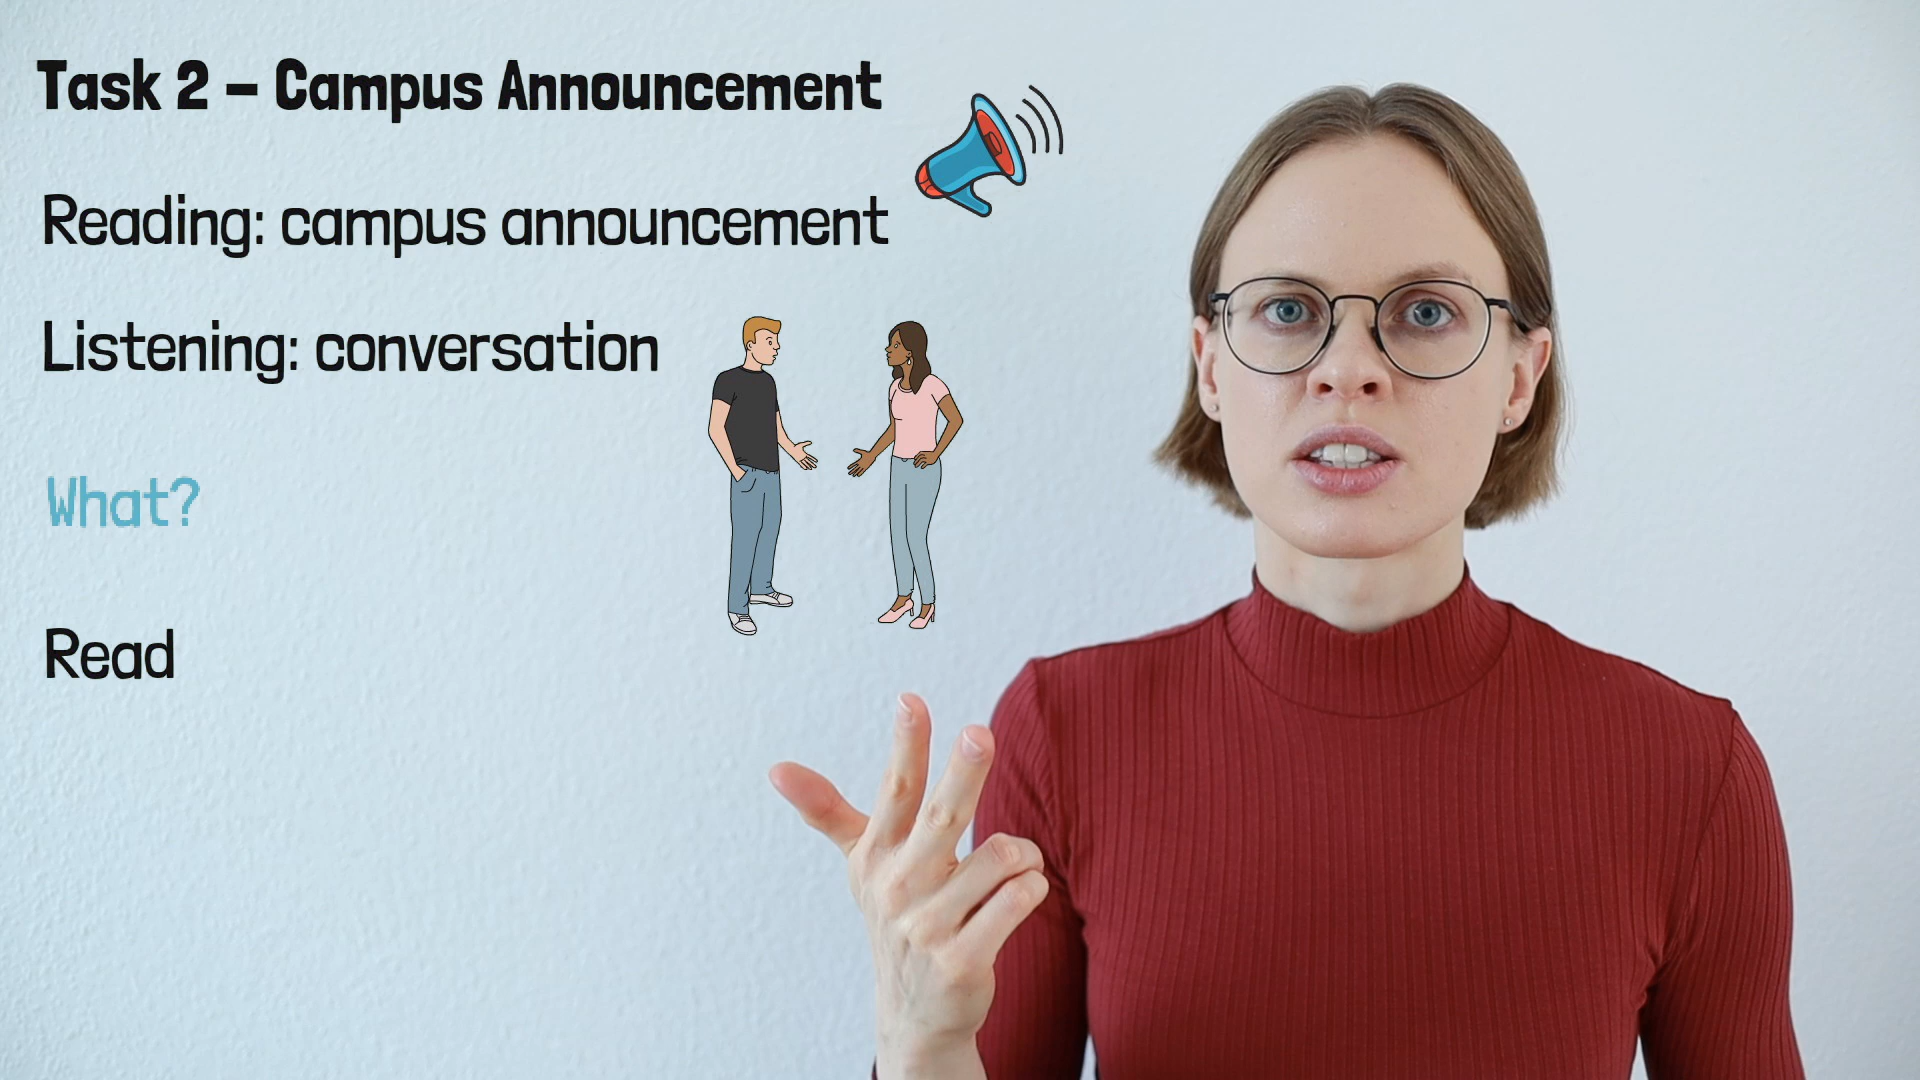 Task 2 – Campus Announcement
Reading: campus announcement
Listening: conversation
What?
Read